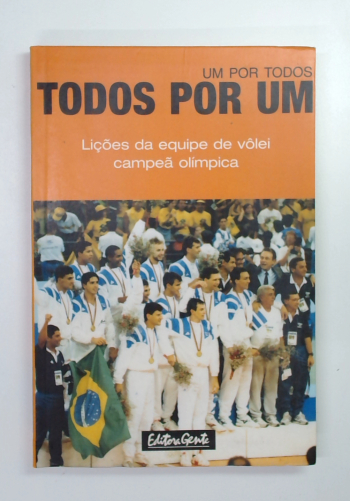 UM POR TODOS
TODOS POR UM
Lições da equipe de vôlei
campeã olímpica
Editora Gente